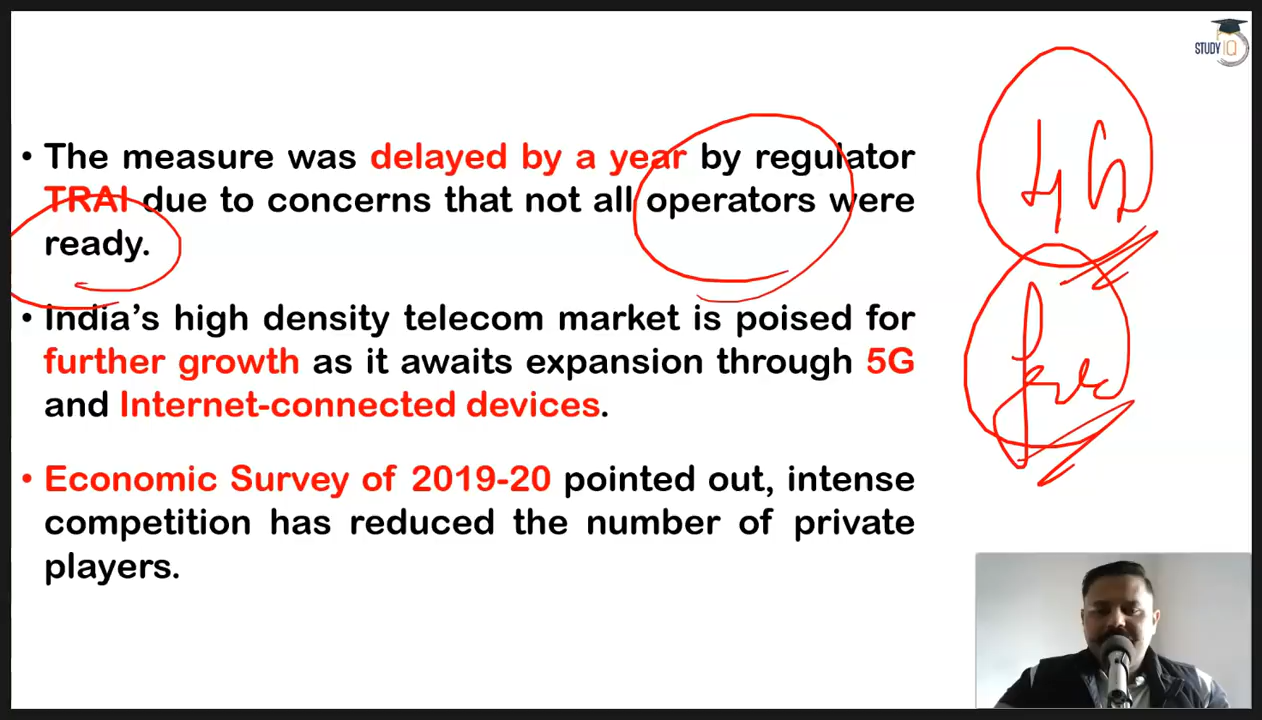 STUDY IQ
• The measure was delayed by a year by regulator
TRAI due to concerns that not all operators were
ready.
• India's high density telecom market is poised for
further growth as it awaits expansion through 5G
and Internet-connected devices.
• Economic Survey of 2019-20 pointed out, intense
competition has reduced the number of private
players.
4G
free